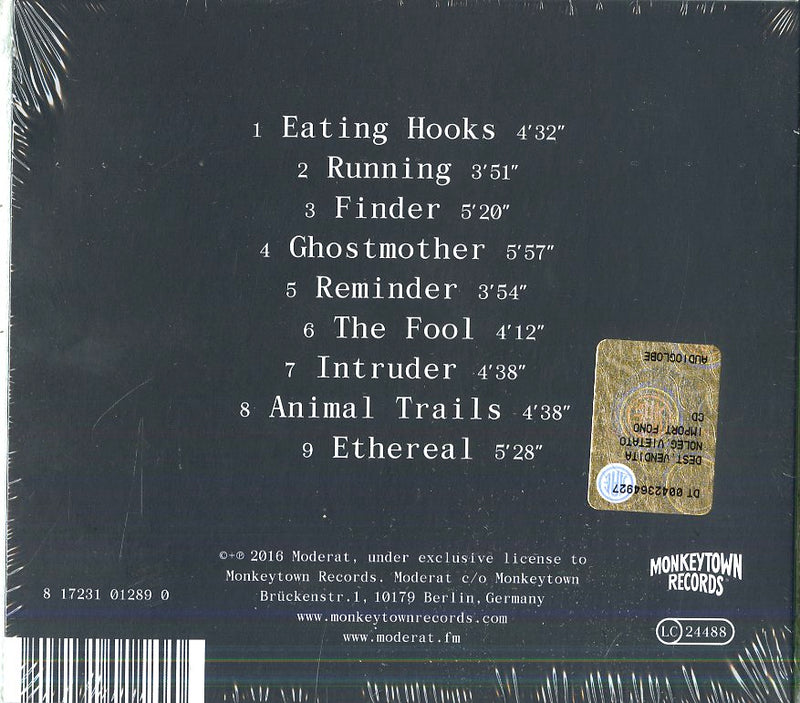 1 Eating Hooks 4'32"
2 Running 3'51"
3 Finder 5'20"
4 Ghostmother 5'57"
5 Reminder 3'54"
6 The Fool 4'12"
7 Intruder 4'38"
8 Animal Trails 4'38"
9 Ethereal 5'28"
AUDIOGLOBE
CD
IMPORT FONO
NOLEG.VIETATO
DEST.VENDITA
DT 0042364927
©+℗ 2016 Moderat, under exclusive license to
Monkeytown Records. Moderat c/o Monkeytown
Brückenstr.1, 10179 Berlin, Germany
www.monkeytownrecords.com
www.moderat.fm
8 17231 01289 0
MONKEYTOWN
RECORDS
LC 24488